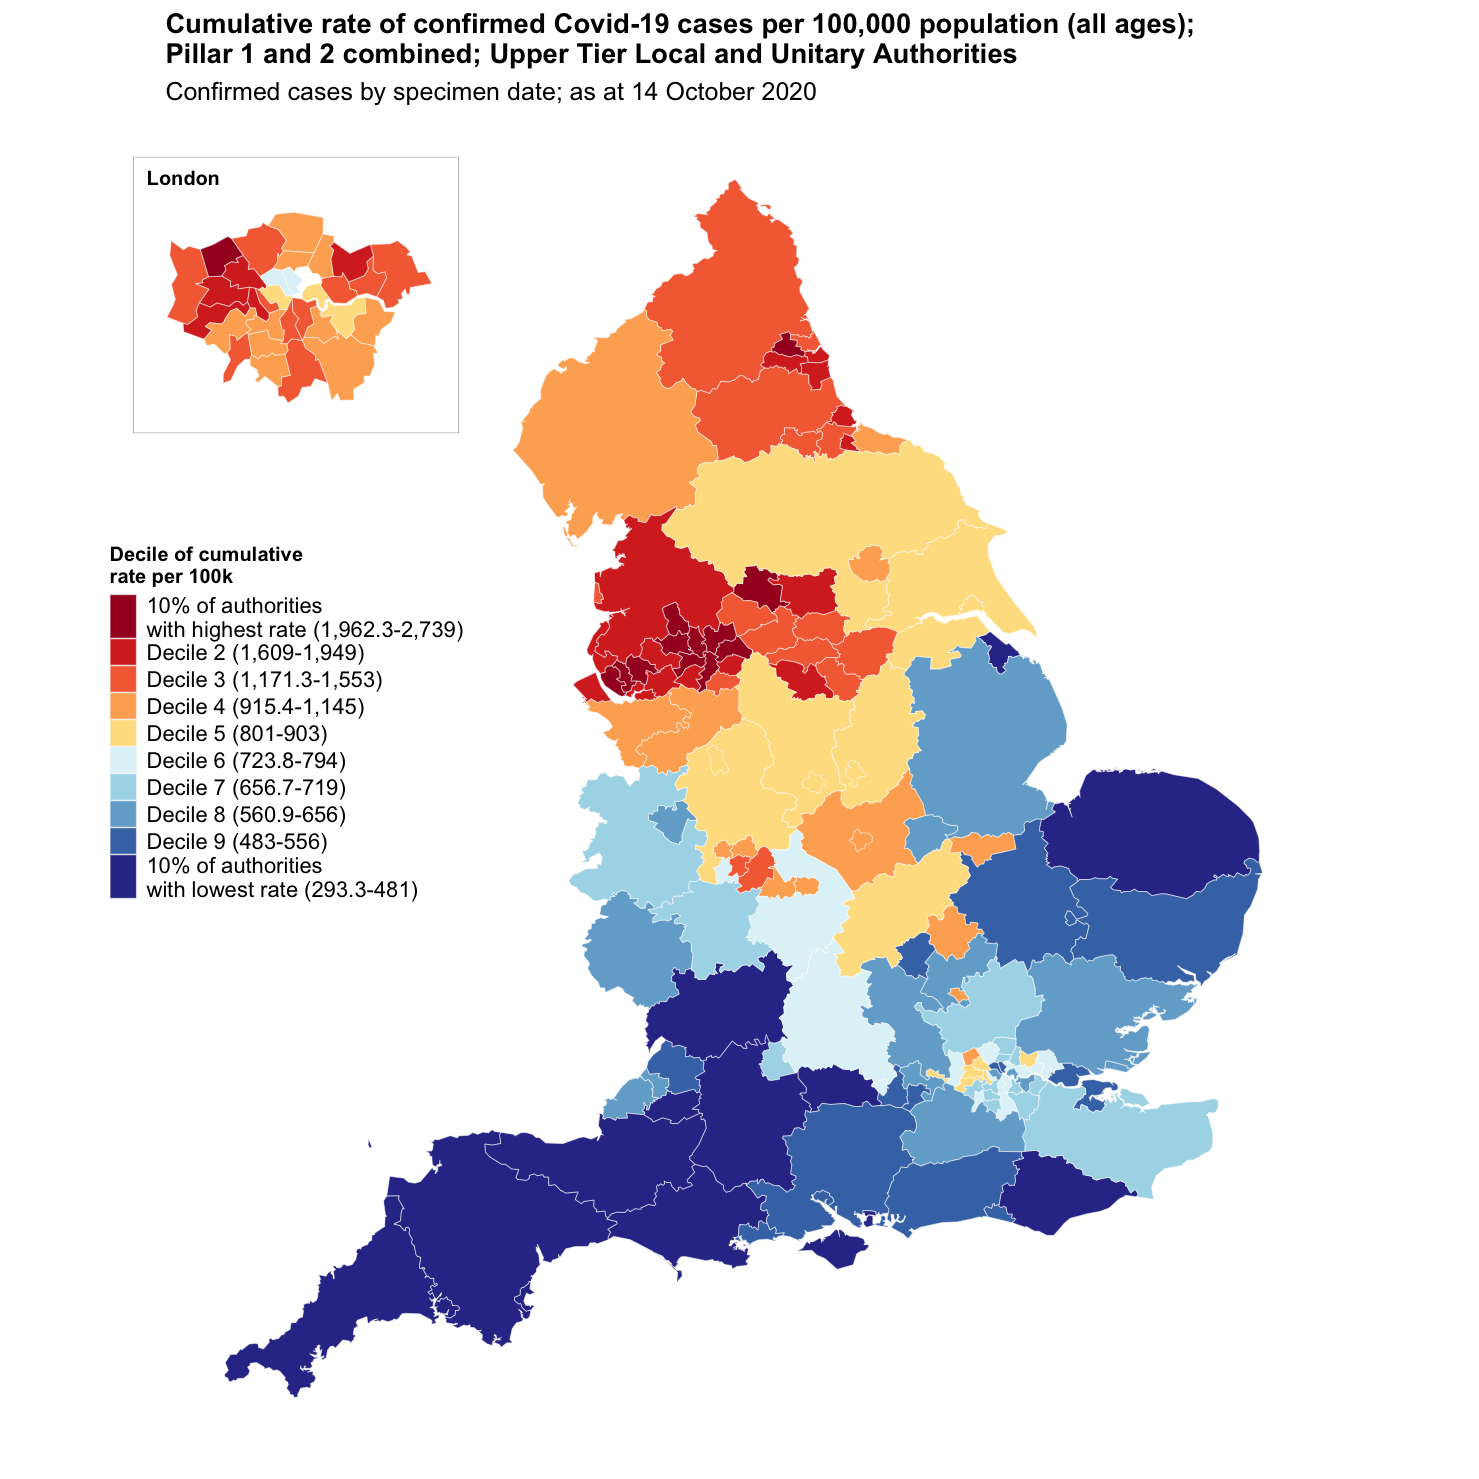 Cumulative rate of confirmed Covid-19 cases per 100,000 population (all ages);
Pillar 1 and 2 combined; Upper Tier Local and Unitary Authorities
Confirmed cases by specimen date; as at 14 October 2020
London
Decile of cumulative
rate per 100k
10% of authorities
with highest rate (1,962.3-2,739)
Decile 2 (1,609-1,949)
Decile 3 (1,171.3-1,553)
Decile 4 (915.4-1,145)
Decile 5 (801-903)
Decile 6 (723.8-794)
Decile 7 (656.7-719)
Decile 8 (560.9-656)
Decile 9 (483-556)
10% of authorities
with lowest rate (293.3-481)